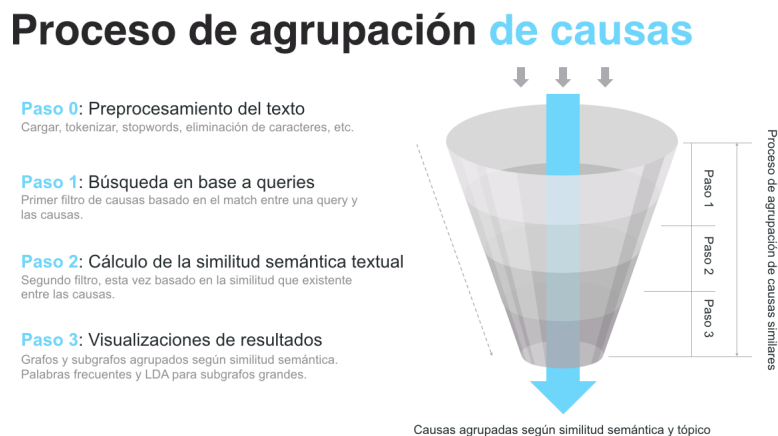 Proceso de agrupación de causas
Paso 0: Preprocesamiento del texto
Cargar, tokenizar, stopwords, eliminación de caracteres, etc.
Paso 1: Búsqueda en base a queries
Primer filtro de causas basado en el match entre una query y
las causas.
Paso 2: Cálculo de la similitud semántica textual
Segundo filtro, esta vez basado en la similitud que existente
entre las causas.
Paso 3: Visualizaciones de resultados
Grafos y subgrafos agrupados según similitud semántica.
Palabras frecuentes y LDA para subgrafos grandes.
Paso 1
Paso 2
Paso 3
Proceso de agrupación de causas similares
Causas agrupadas según similitud semántica y tópico